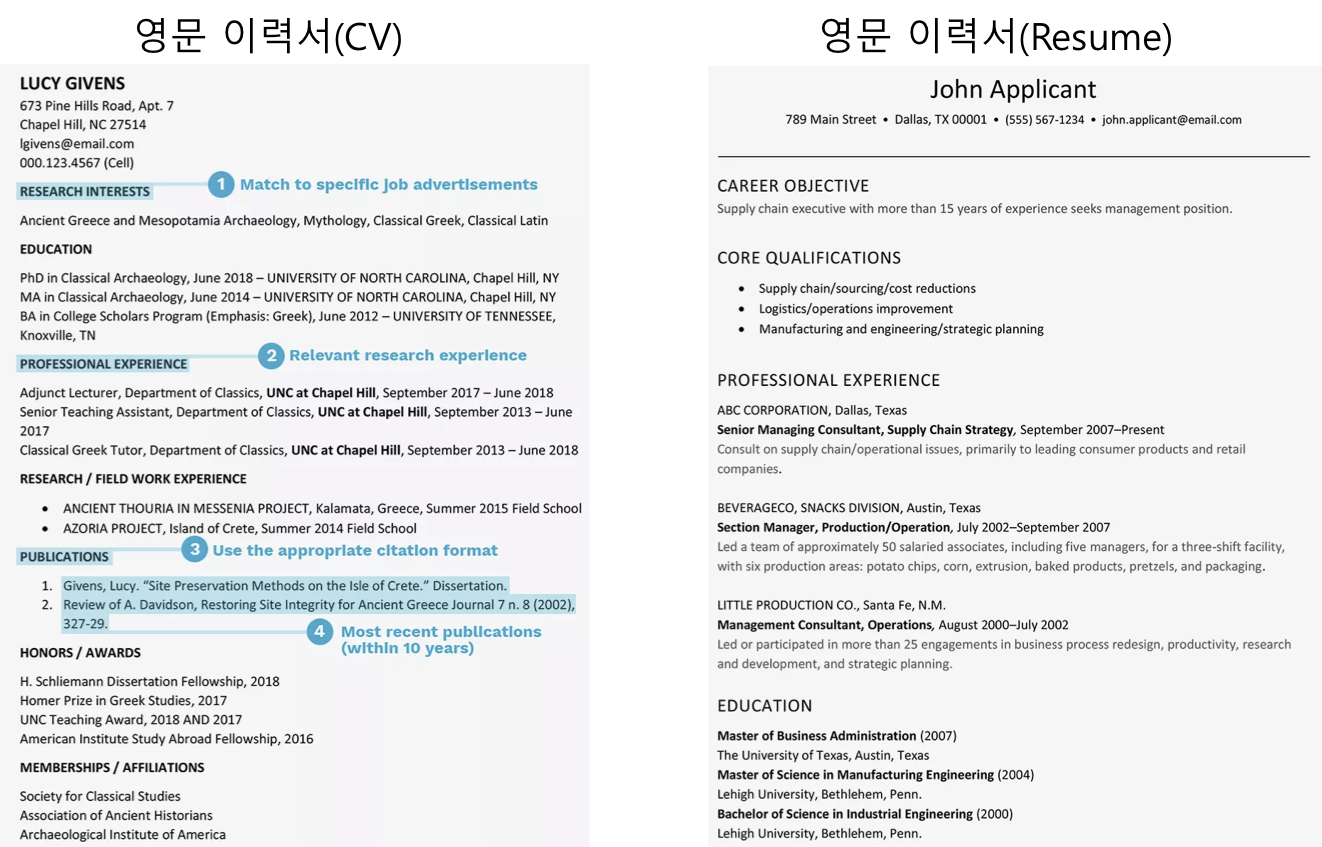 영문 이력서(CV)
LUCY GIVENS
673 Pine Hills Road, Apt. 7
Chapel Hill, NC 27514
lgivens@email.com
000.123.4567 (Cell)
RESEARCH INTERESTS
1 Match to specific job advertisements
Ancient Greece and Mesopotamia Archaeology, Mythology, Classical Greek, Classical Latin
EDUCATION
PhD in Classical Archaeology, June 2018 – UNIVERSITY OF NORTH CAROLINA, Chapel Hill, NY
MA in Classical Archaeology, June 2014 – UNIVERSITY OF NORTH CAROLINA, Chapel Hill, NY
BA in College Scholars Program (Emphasis: Greek), June 2012 – UNIVERSITY OF TENNESSEE,
Knoxville, TN
PROFESSIONAL EXPERIENCE
2 Relevant research experience
Adjunct Lecturer, Department of Classics, UNC at Chapel Hill, September 2017 – June 2018
Senior Teaching Assistant, Department of Classics, UNC at Chapel Hill, September 2013 – June
2017
Classical Greek Tutor, Department of Classics, UNC at Chapel Hill, September 2013 – June 2018
RESEARCH / FIELD WORK EXPERIENCE
• ANCIENT THOURIA IN MESSENIA PROJECT, Kalamata, Greece, Summer 2015 Field School
• AZORIA PROJECT, Island of Crete, Summer 2014 Field School
PUBLICATIONS
3 Use the appropriate citation format
1. Givens, Lucy. “Site Preservation Methods on the Isle of Crete.” Dissertation.
2. Review of A. Davidson, Restoring Site Integrity for Ancient Greece Journal 7 n. 8 (2002),
327-29.
4 Most recent publications
(within 10 years)
HONORS / AWARDS
H. Schliemann Dissertation Fellowship, 2018
Homer Prize in Greek Studies, 2017
UNC Teaching Award, 2018 AND 2017
American Institute Study Abroad Fellowship, 2016
MEMBERSHIPS / AFFILIATIONS
Society for Classical Studies
Association of Ancient Historians
Archaeological Institute of America
영문 이력서(Resume)
John Applicant
789 Main Street • Dallas, TX 00001 • (555) 567-1234 • john.applicant@email.com
CAREER OBJECTIVE
Supply chain executive with more than 15 years of experience seeks management position.
CORE QUALIFICATIONS
• Supply chain/sourcing/cost reductions
• Logistics/operations improvement
• Manufacturing and engineering/strategic planning
PROFESSIONAL EXPERIENCE
ABC CORPORATION, Dallas, Texas
Senior Managing Consultant, Supply Chain Strategy, September 2007–Present
Consult on supply chain/operational issues, primarily to leading consumer products and retail
companies.
BEVERAGECO, SNACKS DIVISION, Austin, Texas
Section Manager, Production/Operation, July 2002–September 2007
Led a team of approximately 50 salaried associates, including five managers, for a three-shift facility,
with six production areas: potato chips, corn, extrusion, baked products, pretzels, and packaging.
LITTLE PRODUCTION CO., Santa Fe, N.M.
Management Consultant, Operations, August 2000–July 2002
Led or participated in more than 25 engagements in business process redesign, productivity, research
and development, and strategic planning.
EDUCATION
Master of Business Administration (2007)
The University of Texas, Austin, Texas
Master of Science in Manufacturing Engineering (2004)
Lehigh University, Bethlehem, Penn.
Bachelor of Science in Industrial Engineering (2000)
Lehigh University, Bethlehem, Penn.